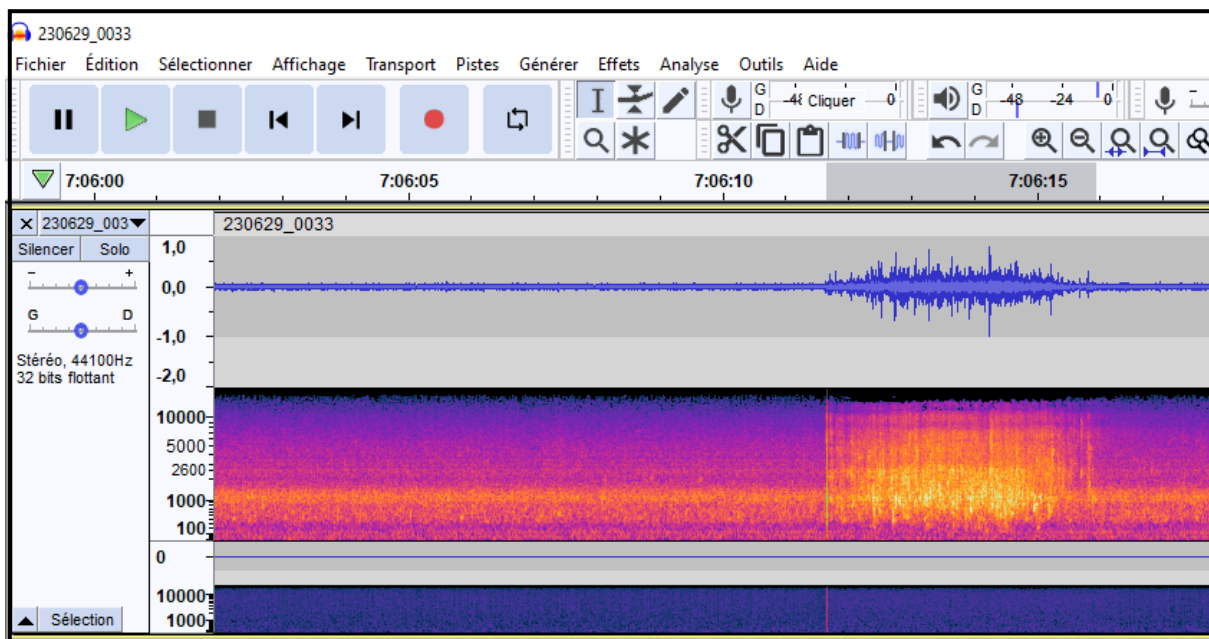 230629_0033
Fichier Édition Sélectionner Affichage Transport Pistes Générer Effets Analyse Outils Aide
G
D
-48 Cliquer 0
G
D
-48 -24 0
7:06:00 7:06:05 7:06:10 7:06:15
230629_003 230629_0033
Silencer Solo
- +
G D
Stéréo, 44100Hz
32 bits flottant
1,0
0,0
-1,0
-2,0
10000
5000
2600
1000
100
0
10000
1000
Sélection